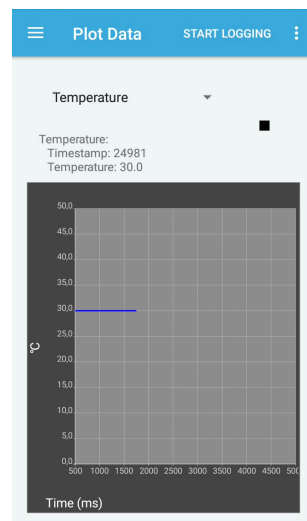 Plot Data START LOGGING
Temperature
Temperature:
Timestamp: 24981
Temperature: 30.0
50,0
45,0
40,0
35,0
30,0
25,0
°C
20,0
15,0
10,0
5,0
0,0
500 1000 1500 2000 2500 3000 3500 4000 4500 500
Time (ms)